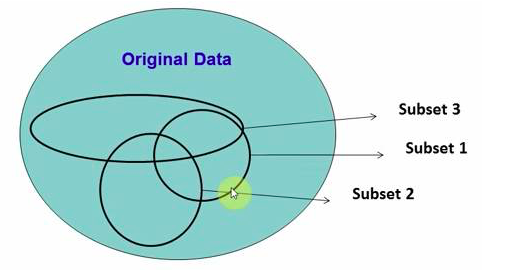 Original Data
Subset 3
Subset 1
Subset 2